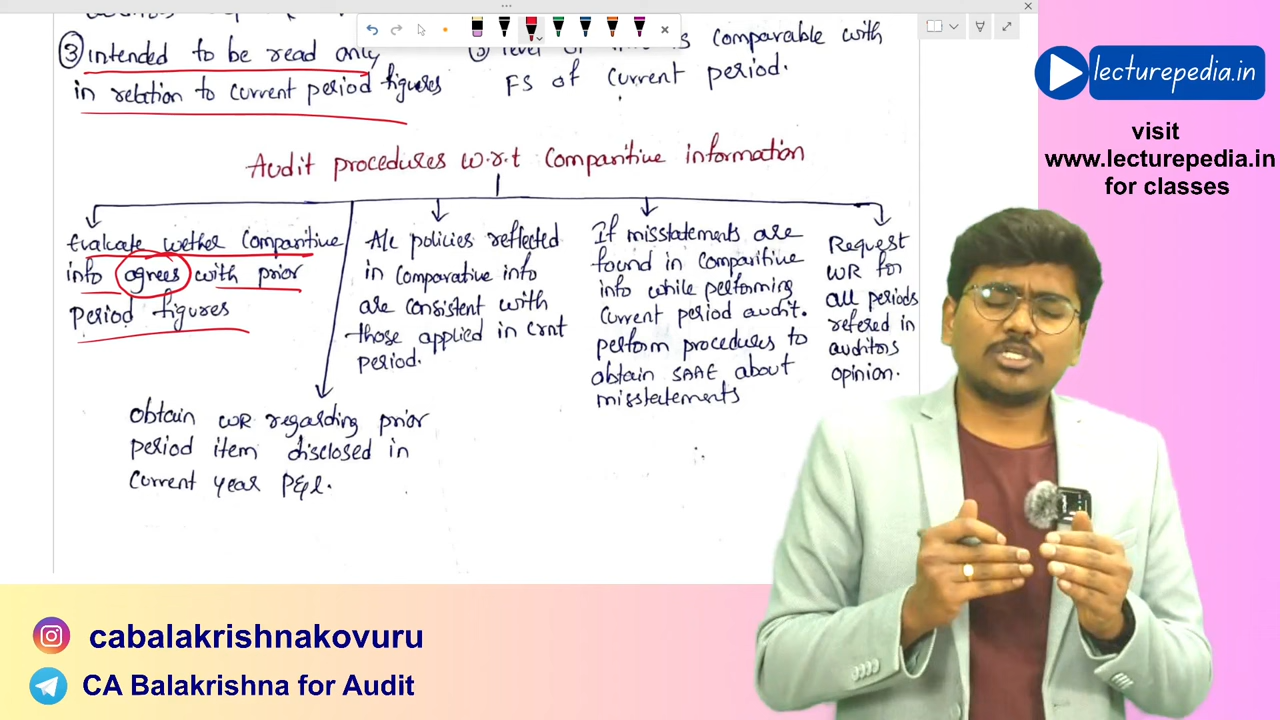 ③ intended to be read only
in relation to current period figures
comparable with
FS of current period.
Audit procedures w.r.t Comparitive information
Evaluate wether Comparitive
info agrees with prior
period figures
A/c policies reflected
in comparative info
are consistent with
those applied in crnt
period.
If misstatements are
found in comparitive
info while performing
current period audit.
perform procedures to
obtain SAAE about
misstatements
Request
WR for
all periods
refered in
auditors
opinion.
obtain WR regarding prior
period item disclosed in
current year P&L.
lecturepedia.in
visit
www.lecturepedia.in
for classes
cabalakrishnakovuru
CA Balakrishna for Audit